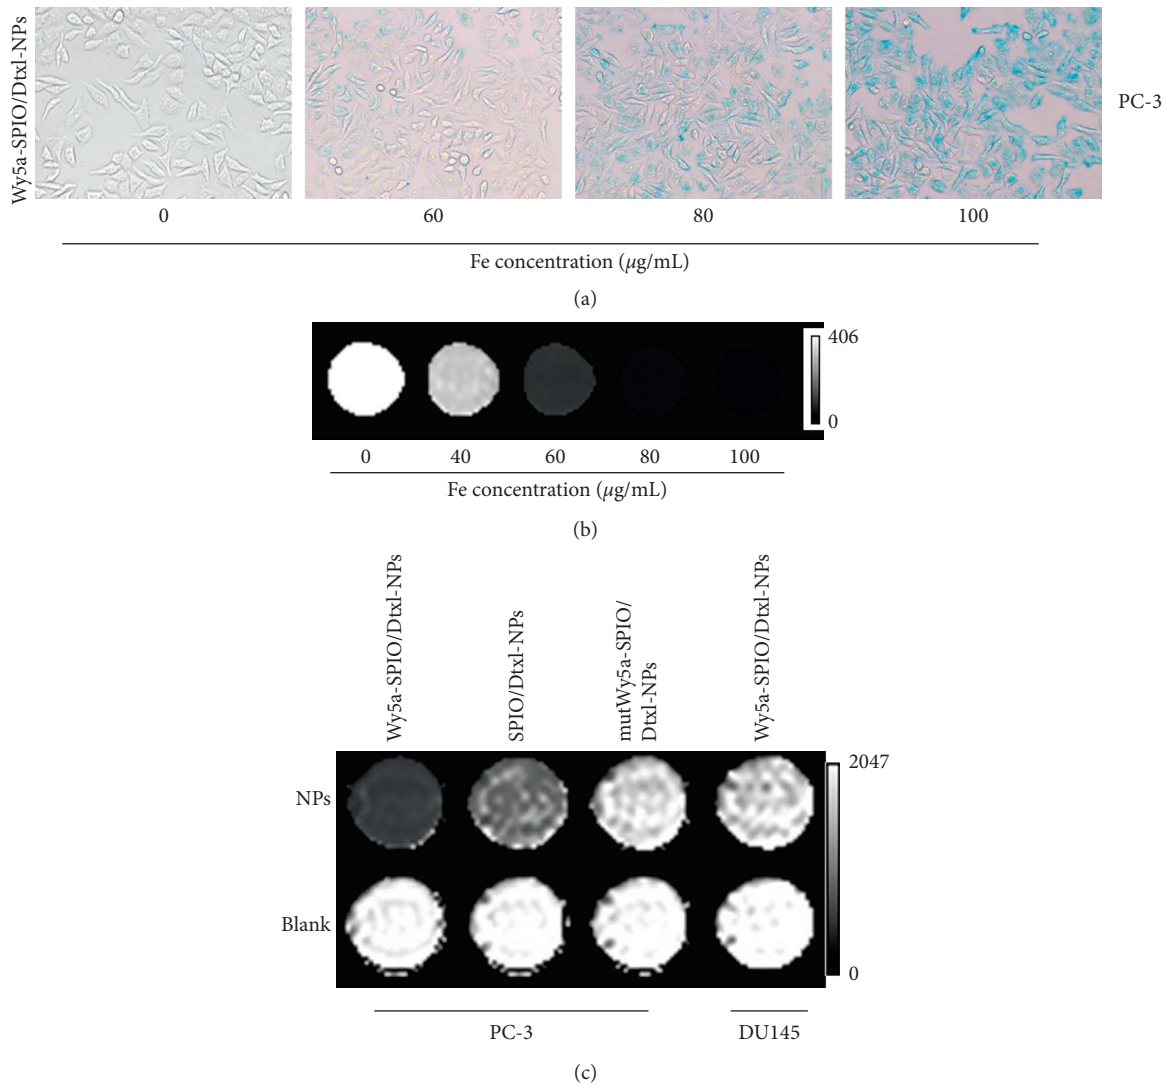 Wy5a-SPIO/Dtxl-NPs
PC-3
0 60 80 100
Fe concentration (μg/mL)
(a)
406
0
0 40 60 80 100
Fe concentration (μg/mL)
(b)
Wy5a-SPIO/Dtxl-NPs
SPIO/Dtxl-NPs
mutWy5a-SPIO/
Dtxl-NPs
Wy5a-SPIO/Dtxl-NPs
NPs
2047
Blank
0
PC-3 DU145
(c)